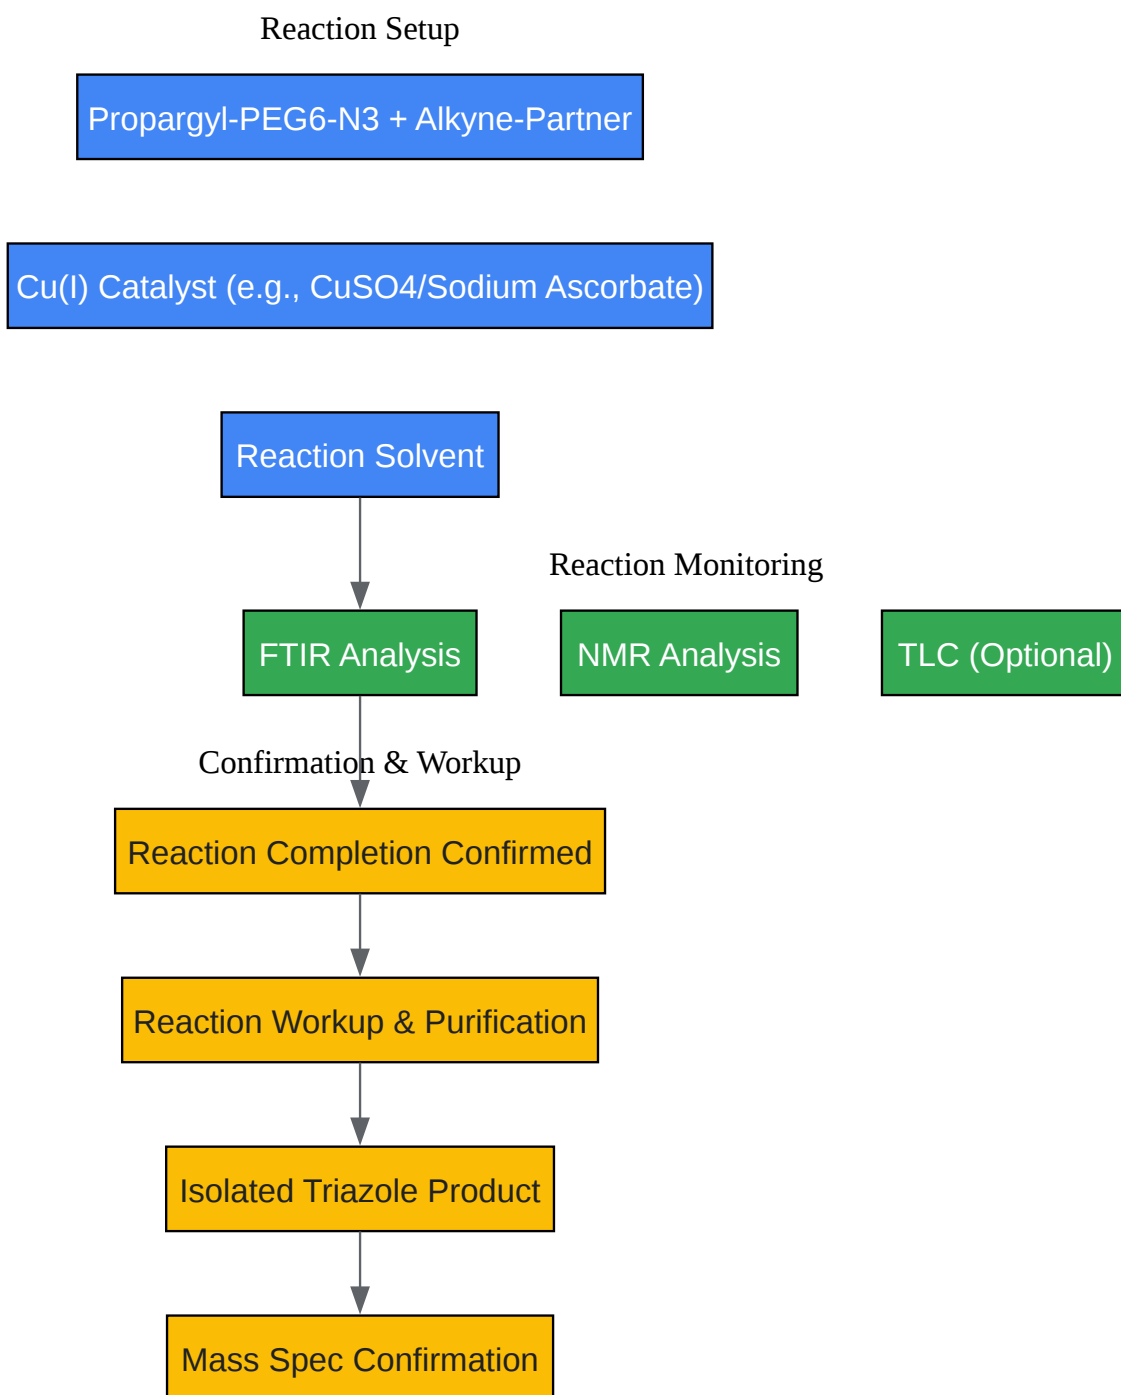 Reaction Setup
Propargyl-PEG6-N3 + Alkyne-Partner
Cu(I) Catalyst (e.g., CuSO4/Sodium Ascorbate)
Reaction Solvent
Reaction Monitoring
FTIR Analysis
NMR Analysis
TLC (Optional)
Confirmation & Workup
Reaction Completion Confirmed
Reaction Workup & Purification
Isolated Triazole Product
Mass Spec Confirmation